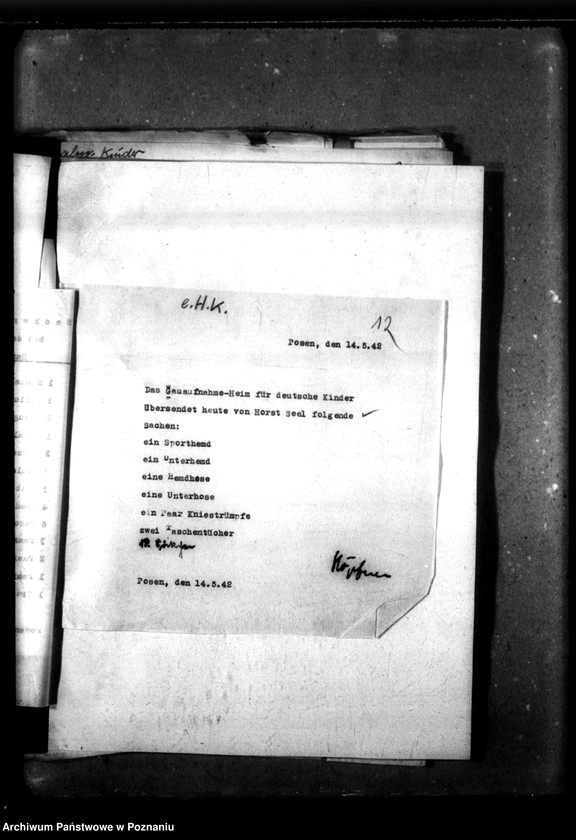 Kinder
e.H.K.
12
Posen, den 14.5.42
Das Gauaufnahme-Heim für deutsche Kinder
übersendet heute von Horst Seel folgende
Sachen:
ein Sporthemd
ein Unterhemd
eine Hemdhose
eine Unterhose
ein Paar Kniestrümpfe
zwei Taschentücher
Posen, den 14.5.42
Archiwum Państwowe w Poznaniu